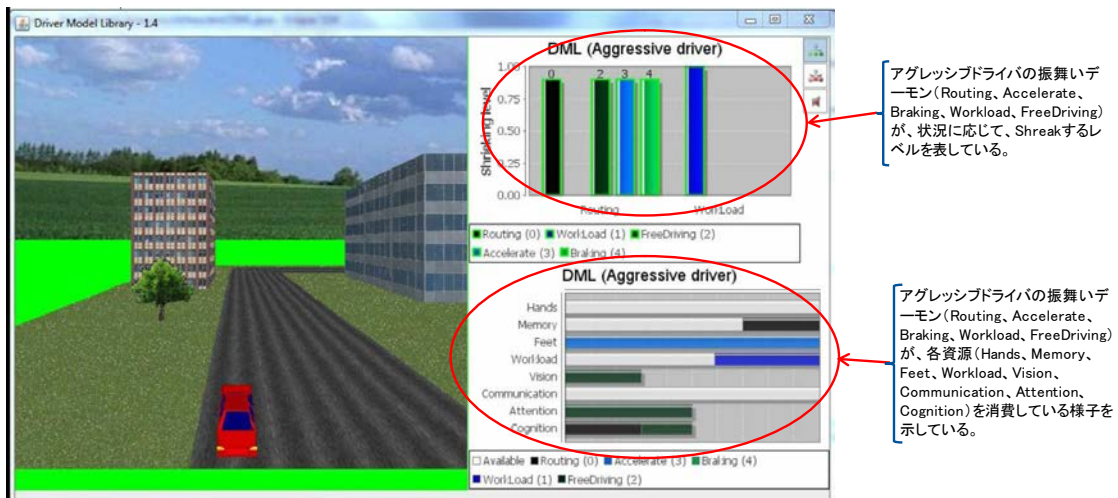 Driver Model Library - 1.4
DML (Aggressive driver)
Shrieking level
1.00
0.75
0.50
0.25
0.00
0
2
3
4
Routing
WorkLoad
Routing (0) WorkLoad (1) FreeDriving (2)
Accelerate (3) Braking (4)
DML (Aggressive driver)
Hands
Memory
Feet
Workload
Vision
Communication
Attention
Cognition
Available Routing (0) Accelerate (3) Braking (4)
WorkLoad (1) FreeDriving (2)
アグレッシブドライバの振舞いデ
ーモン(Routing、Accelerate、
Braking、Workload、FreeDriving)
が、状況に応じて、Shreakするレ
ベルを表している。
アグレッシブドライバの振舞いデ
ーモン(Routing、Accelerate、
Braking、Workload、FreeDriving)
が、各資源(Hands、Memory、
Feet、Workload、Vision、
Communication、Attention、
Cognition)を消費している様子を
示している。